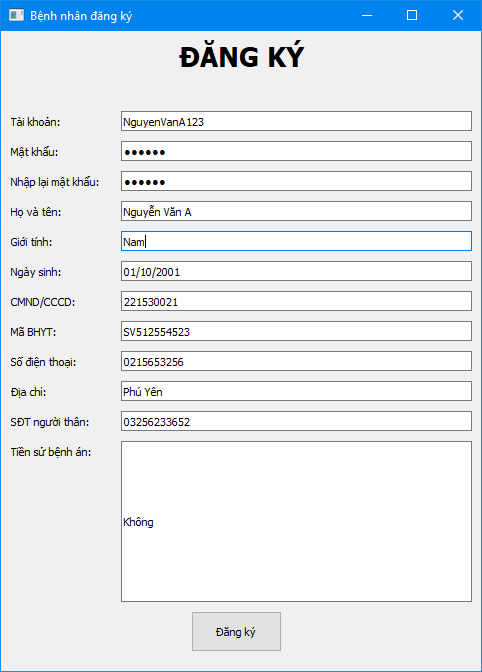 Bệnh nhân đăng ký
ĐĂNG KÝ
Tài khoản: NguyenVanA123
Mật khẩu: ●●●●●●
Nhập lại mật khẩu: ●●●●●●
Họ và tên: Nguyễn Văn A
Giới tính: Nam
Ngày sinh: 01/10/2001
CMND/CCCD: 221530021
Mã BHYT: SV512554523
Số điện thoại: 0215653256
Địa chỉ: Phú Yên
SĐT người thân: 03256233652
Tiền sử bệnh án:
Không
Đăng ký